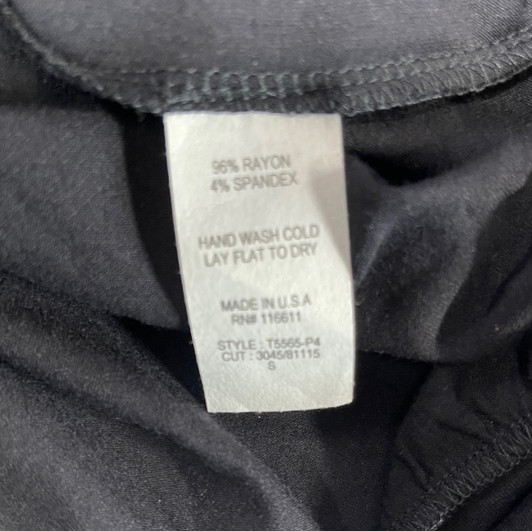 96% RAYON
4% SPANDEX
HAND WASH COLD
LAY FLAT TO DRY
MADE IN U.S.A
RN# 116611
STYLE : T5565-P4
CUT : 3045/81115
S